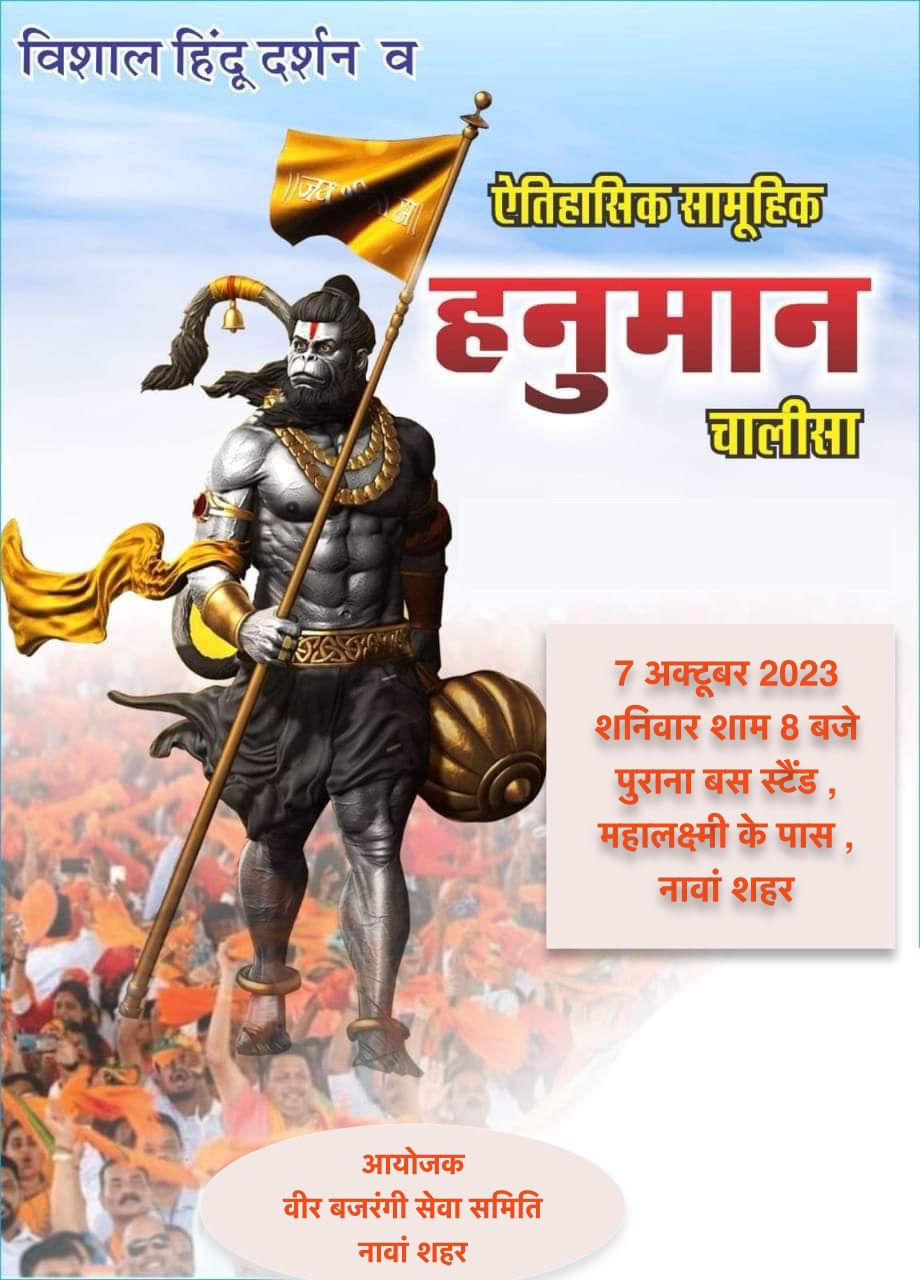 विशाल हिंदू दर्शन व
ऐतिहासिक सामूहिक
हनुमान
चालीसा
7 अक्टूबर 2023
शनिवार शाम 8 बजे
पुराना बस स्टैंड ,
महालक्ष्मी के पास ,
नावां शहर
आयोजक
वीर बजरंगी सेवा समिति
नावां शहर